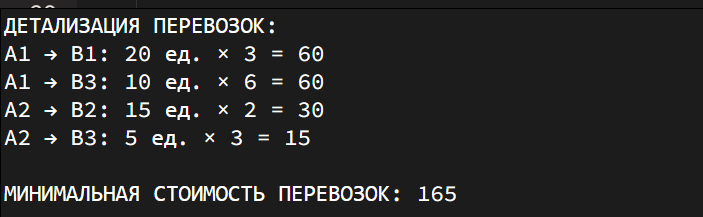 ДЕТАЛИЗАЦИЯ ПЕРЕВОЗОК:
A1 → B1: 20 ед. × 3 = 60
A1 → B3: 10 ед. × 6 = 60
A2 → B2: 15 ед. × 2 = 30
A2 → B3: 5 ед. × 3 = 15
МИНИМАЛЬНАЯ СТОИМОСТЬ ПЕРЕВОЗОК: 165